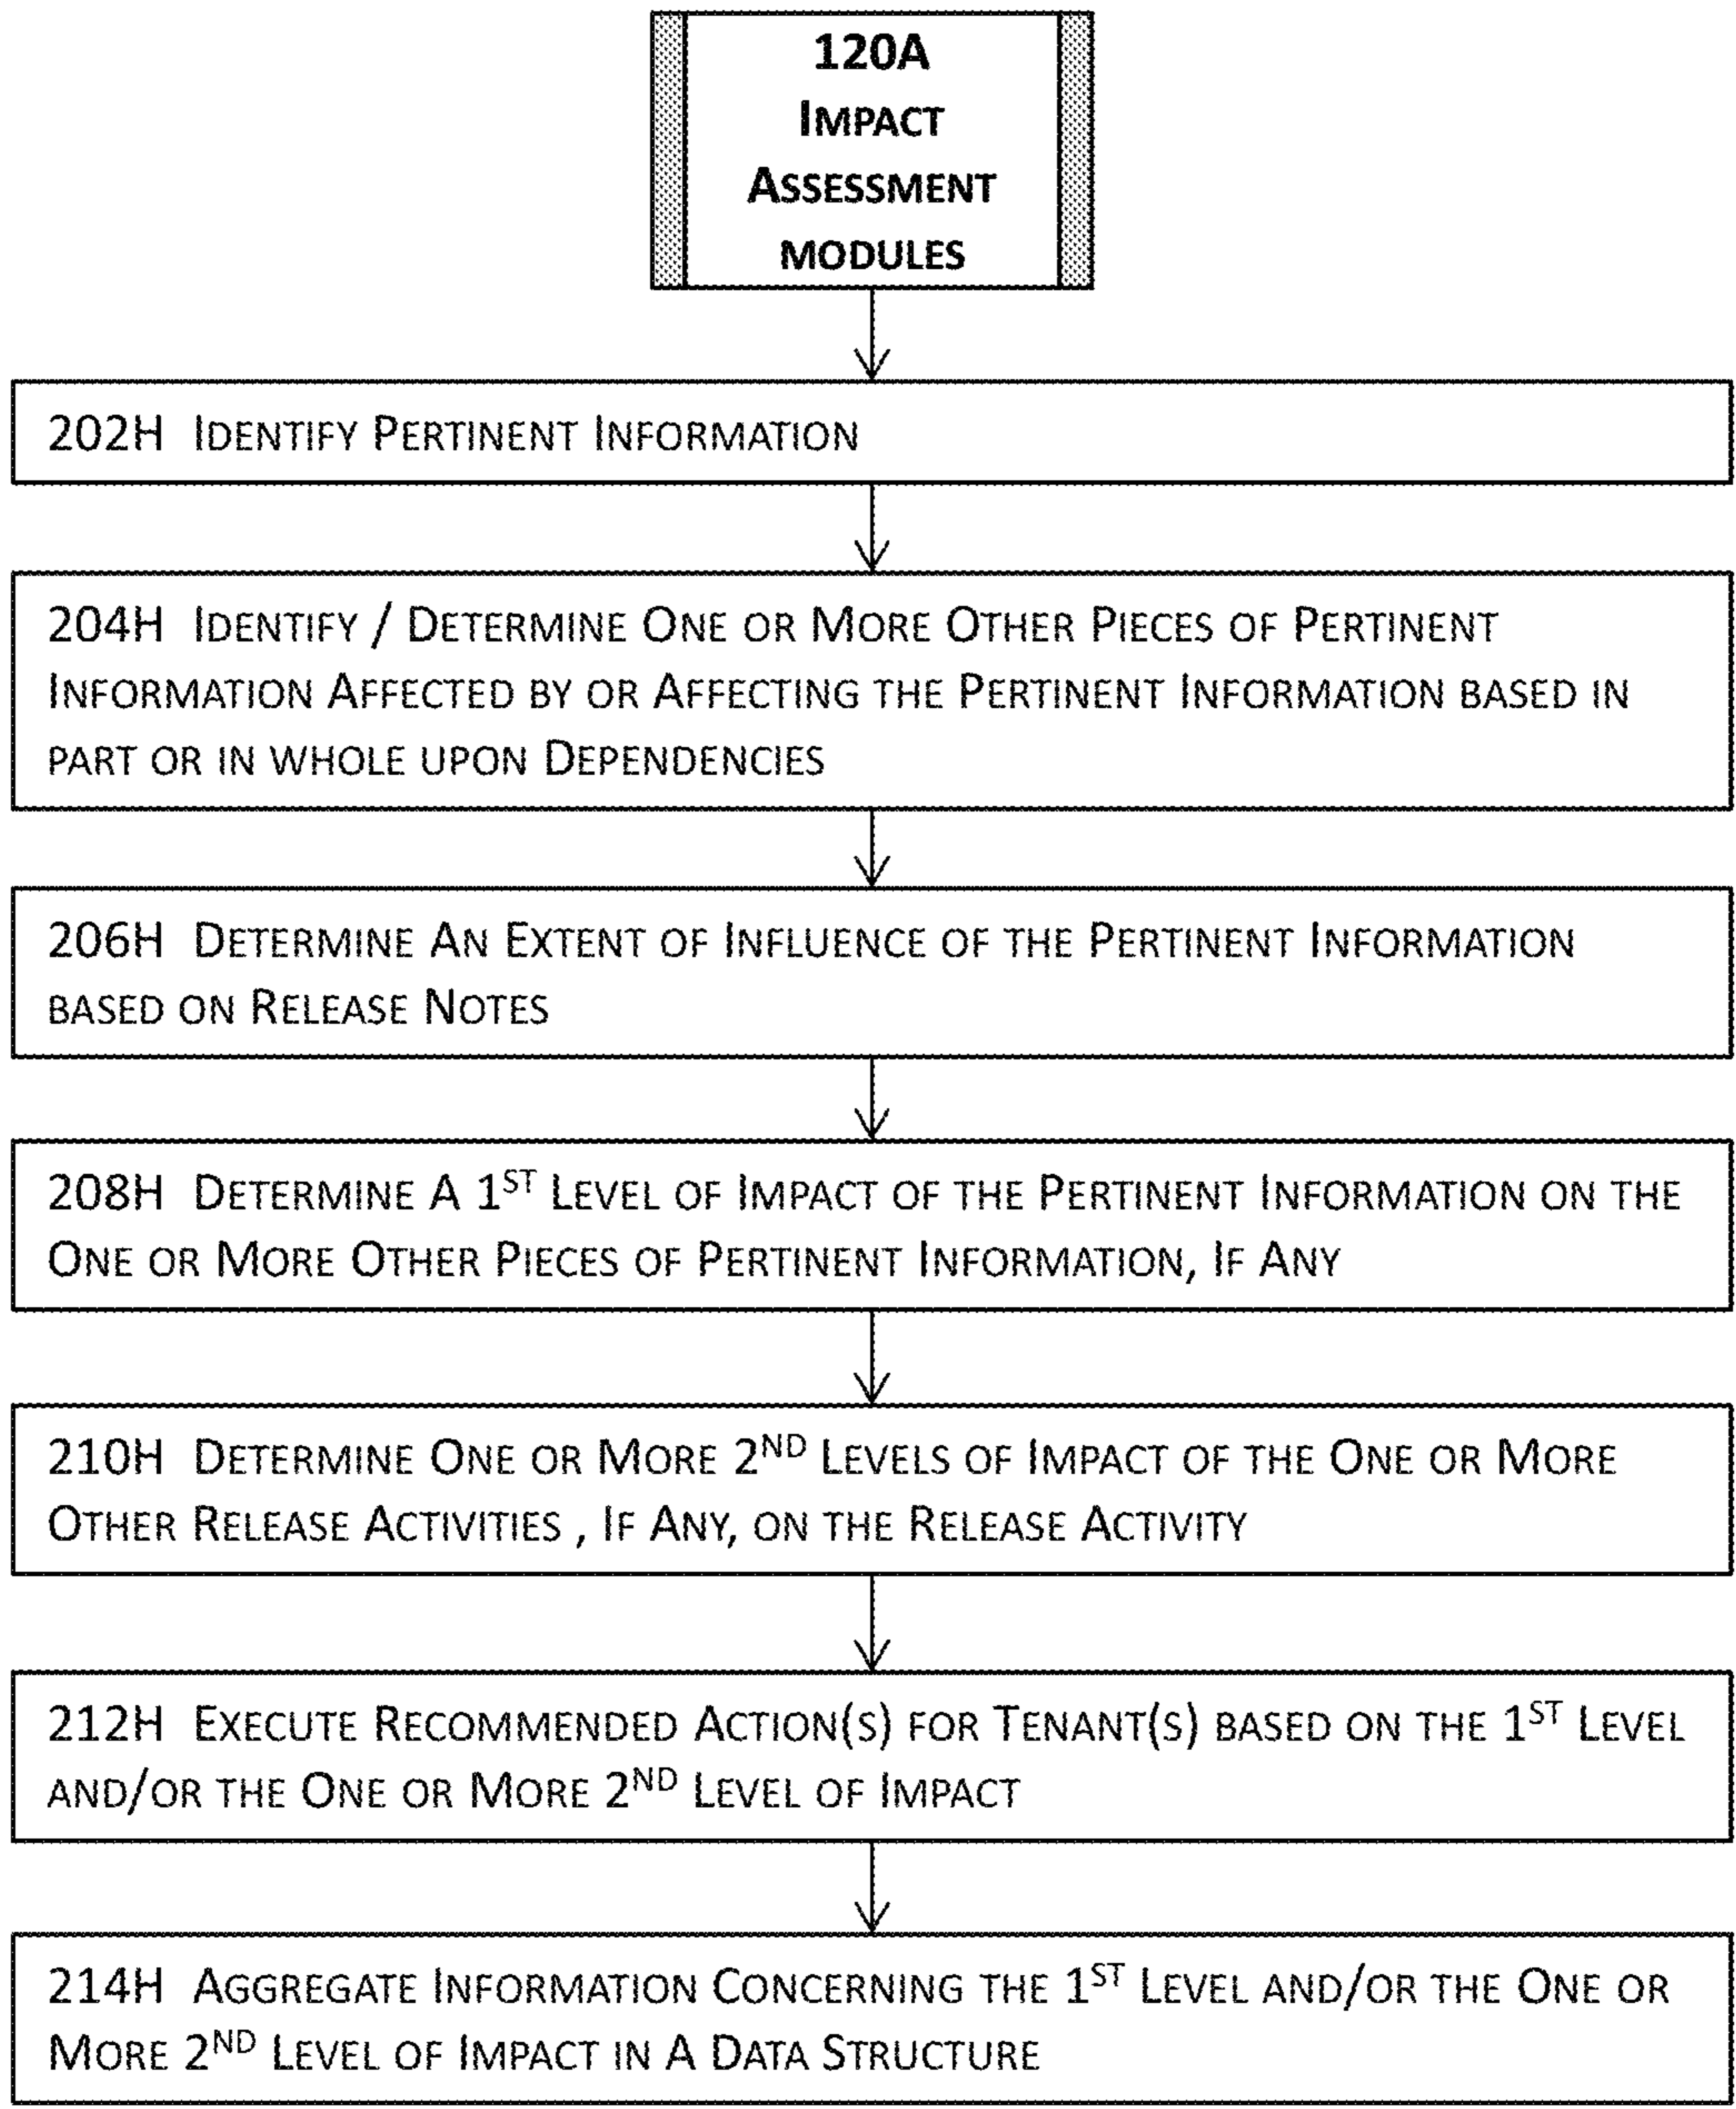 120A
IMPACT
ASSESSMENT
MODULES
202H IDENTIFY PERTINENT INFORMATION
204H IDENTIFY / DETERMINE ONE OR MORE OTHER PIECES OF PERTINENT
INFORMATION AFFECTED BY OR AFFECTING THE PERTINENT INFORMATION BASED IN
PART OR IN WHOLE UPON DEPENDENCIES
206H DETERMINE AN EXTENT OF INFLUENCE OF THE PERTINENT INFORMATION
BASED ON RELEASE NOTES
208H DETERMINE A 1ST LEVEL OF IMPACT OF THE PERTINENT INFORMATION ON THE
ONE OR MORE OTHER PIECES OF PERTINENT INFORMATION, IF ANY
210H DETERMINE ONE OR MORE 2ND LEVELS OF IMPACT OF THE ONE OR MORE
OTHER RELEASE ACTIVITIES , IF ANY, ON THE RELEASE ACTIVITY
212H EXECUTE RECOMMENDED ACTION(S) FOR TENANT(S) BASED ON THE 1ST LEVEL
AND/OR THE ONE OR MORE 2ND LEVEL OF IMPACT
214H AGGREGATE INFORMATION CONCERNING THE 1ST LEVEL AND/OR THE ONE OR
MORE 2ND LEVEL OF IMPACT IN A DATA STRUCTURE